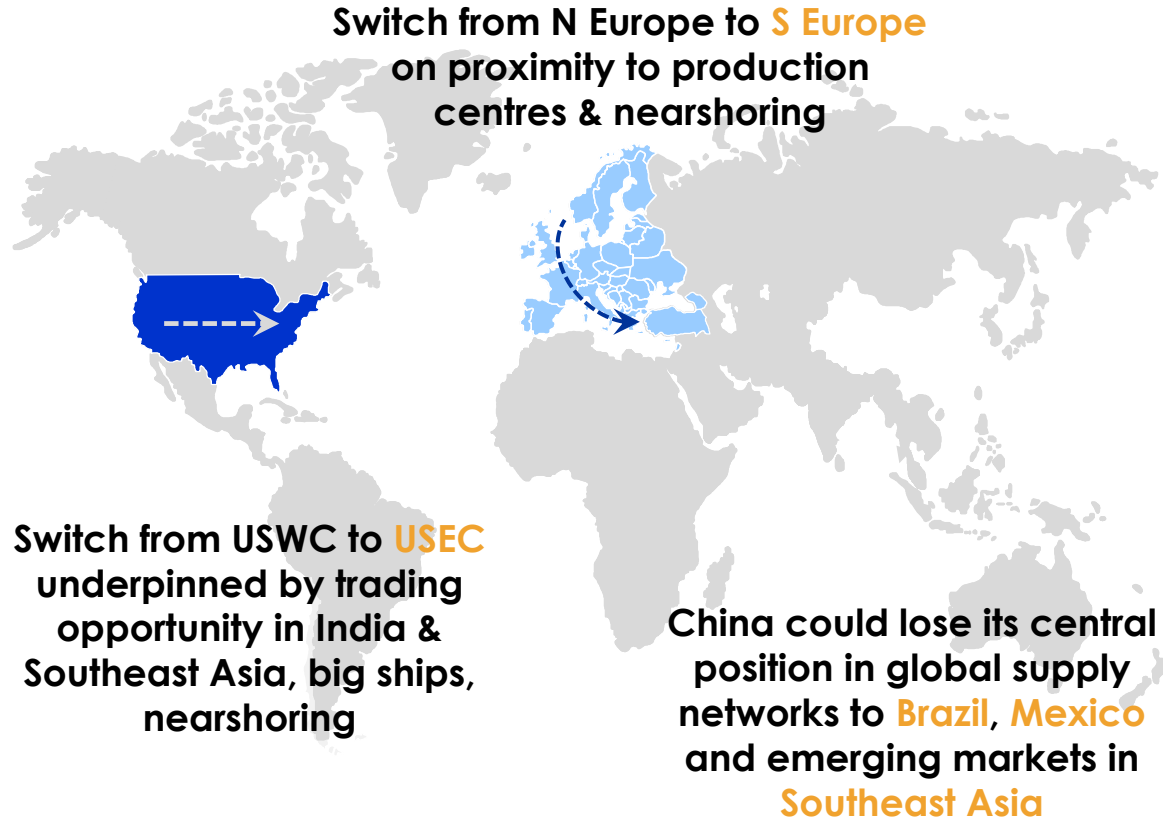 Switch from N Europe to S Europe
on proximity to production
centres & nearshoring
Switch from USWC to USEC
underpinned by trading
opportunity in India &
Southeast Asia, big ships,
nearshoring
China could lose its central
position in global supply
networks to Brazil, Mexico
and emerging markets in
Southeast Asia